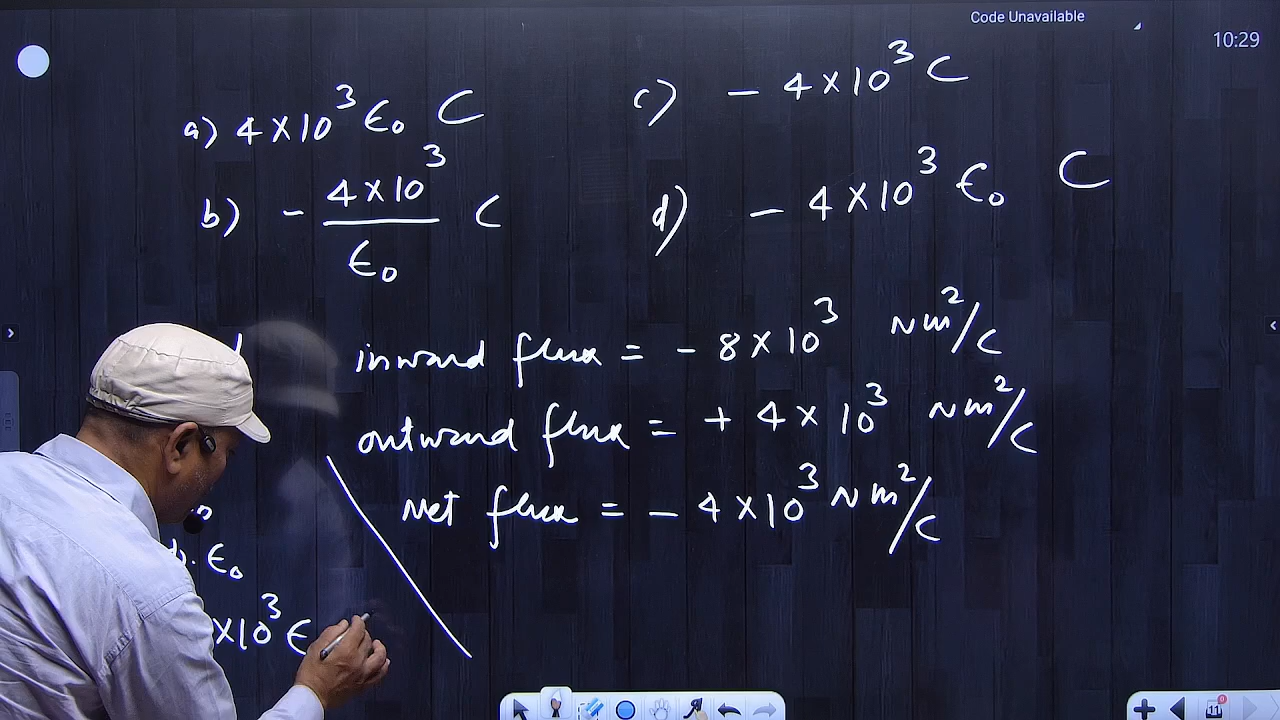 Code Unavailable
10:29
a) 4×10³ ϵ₀ C
b) - 4×10³/ϵ₀ C
c) - 4×10³ C
d) - 4×10³ ϵ₀ C
inward flux = - 8×10³ Nm²/C
outward flux = + 4×10³ Nm²/C
Net flux = - 4×10³ Nm²/C
. ϵ₀
×10³ ϵ